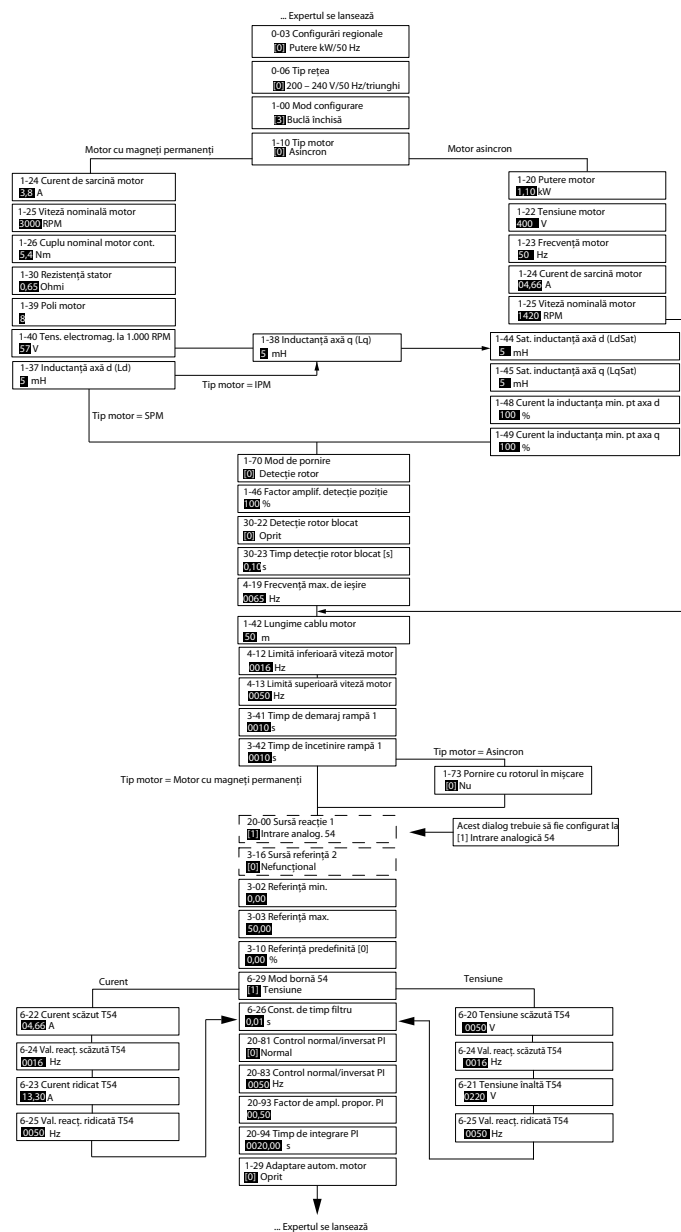 ... Expertul se lansează
0-03 Configurări regionale
[0] Putere kW/50 Hz
0-06 Tip rețea
[0] 200 – 240 V/50 Hz/triunghi
1-00 Mod configurare
[3] Buclă închisă
1-10 Tip motor
[0] Asincron
Motor cu magneți permanenți
Motor asincron
1-24 Curent de sarcină motor
3,8 A
1-25 Viteză nominală motor
3000 RPM
1-26 Cuplu nominal motor cont.
5,4 Nm
1-30 Rezistență stator
0,65 Ohmi
1-39 Poli motor
8
1-40 Tens. electromag. la 1.000 RPM
57 V
1-37 Inductanță axă d (Ld)
5 mH
1-20 Putere motor
1,10 kW
1-22 Tensiune motor
400 V
1-23 Frecvență motor
50 Hz
1-24 Curent de sarcină motor
04,66 A
1-25 Viteză nominală motor
1420 RPM
1-38 Inductanță axă q (Lq)
5 mH
Tip motor = IPM
Tip motor = SPM
1-44 Sat. inductanță axă d (LdSat)
5 mH
1-45 Sat. inductanță axă q (LqSat)
5 mH
1-48 Curent la inductanta min. pt axa d
100 %
1-49 Curent la inductanta min. pt axa q
100 %
1-70 Mod de pornire
[0] Detecție rotor
1-46 Factor amplif. detecție poziție
100 %
30-22 Detecție rotor blocat
[0] Oprit
30-23 Timp detecție rotor blocat [s]
0,10 s
4-19 Frecvență max. de ieșire
0065 Hz
1-42 Lungime cablu motor
50 m
4-12 Limită inferioară viteză motor
0016 Hz
4-13 Limită superioară viteză motor
0050 Hz
3-41 Timp de demaraj rampă 1
0010 s
3-42 Timp de încetinire rampă 1
0010 s
Tip motor = Asincron
Tip motor = Motor cu magneți permanenți
1-73 Pornire cu rotorul în mișcare
[0] Nu
20-00 Sursă reacție 1
[1] Intrare analog. 54
Acest dialog trebuie să fie configurat la
[1] Intrare analogică 54
3-16 Sursă referință 2
[0] Nefuncțional
3-02 Referință min.
0,00
3-03 Referință max.
50,00
3-10 Referință predefinită [0]
0,00 %
Curent
6-29 Mod bornă 54
[1] Tensiune
Tensiune
6-22 Curent scăzut T54
04,66 A
6-24 Val. reacț. scăzută T54
0016 Hz
6-23 Curent ridicat T54
13,30 A
6-25 Val. reacț. ridicată T54
0050 Hz
6-26 Const. de timp filtru
0,01 s
20-81 Control normal/inversat PI
[0] Normal
20-83 Control normal/inversat PI
0050 Hz
20-93 Factor de ampl. propor. PI
00,50
20-94 Timp de integrare PI
0020,00 s
1-29 Adaptare autom. motor
[0] Oprit
6-20 Tensiune scăzută T54
0050 V
6-24 Val. reacț. scăzută T54
0016 Hz
6-21 Tensiune înaltă T54
0220 V
6-25 Val. reacț. ridicată T54
0050 Hz
... Expertul se lansează